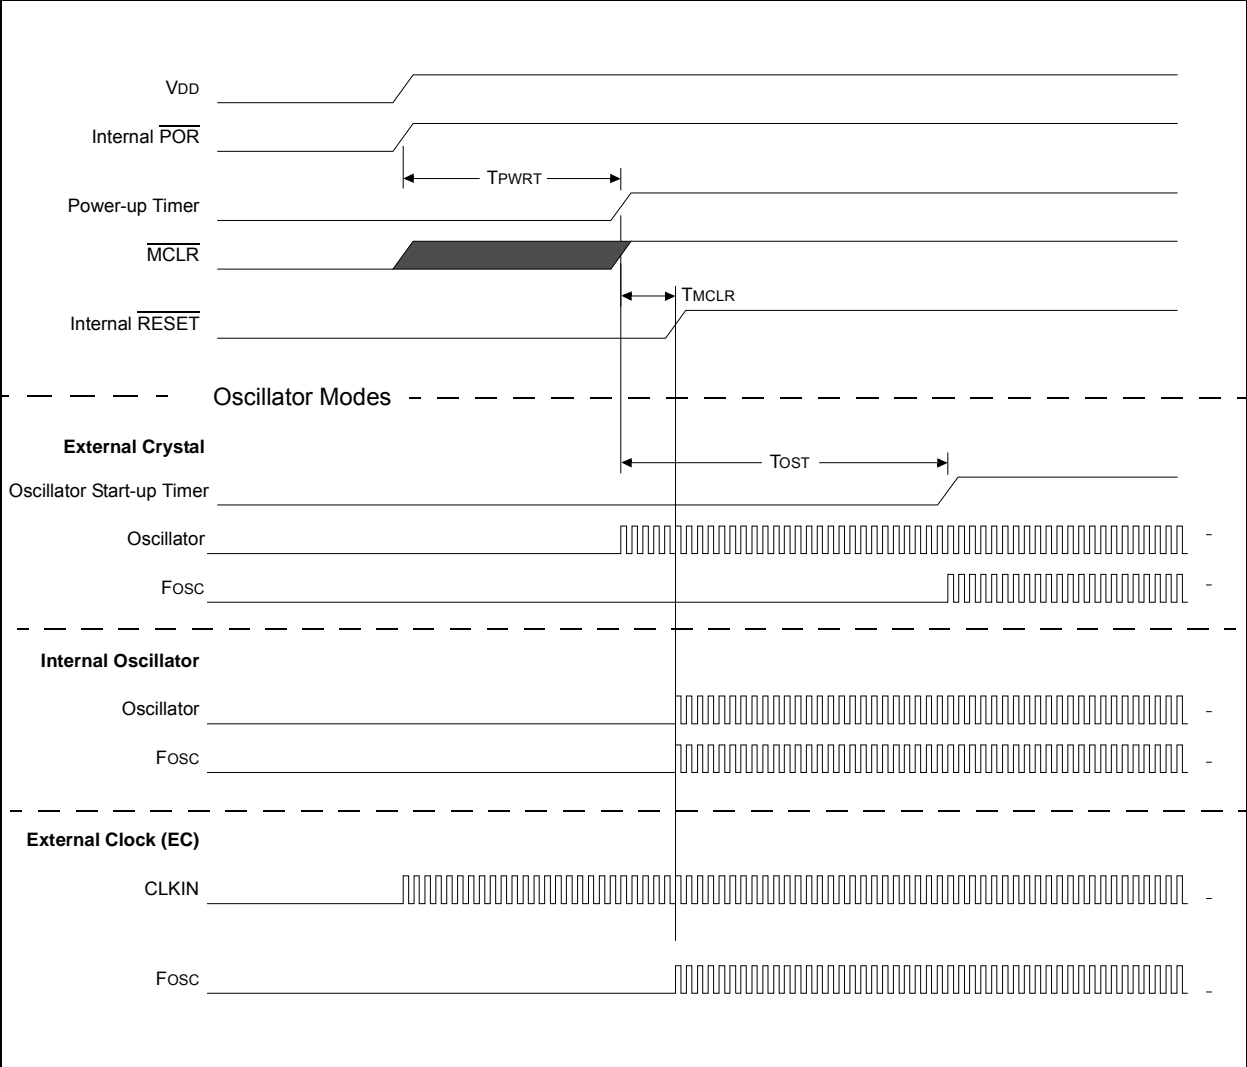 VDD
Internal POR
TPWRT
Power-up Timer
MCLR
TMCLR
Internal RESET
Oscillator Modes
External Crystal
TOST
Oscillator Start-up Timer
Oscillator
FOSC
Internal Oscillator
Oscillator
FOSC
External Clock (EC)
CLKIN
FOSC